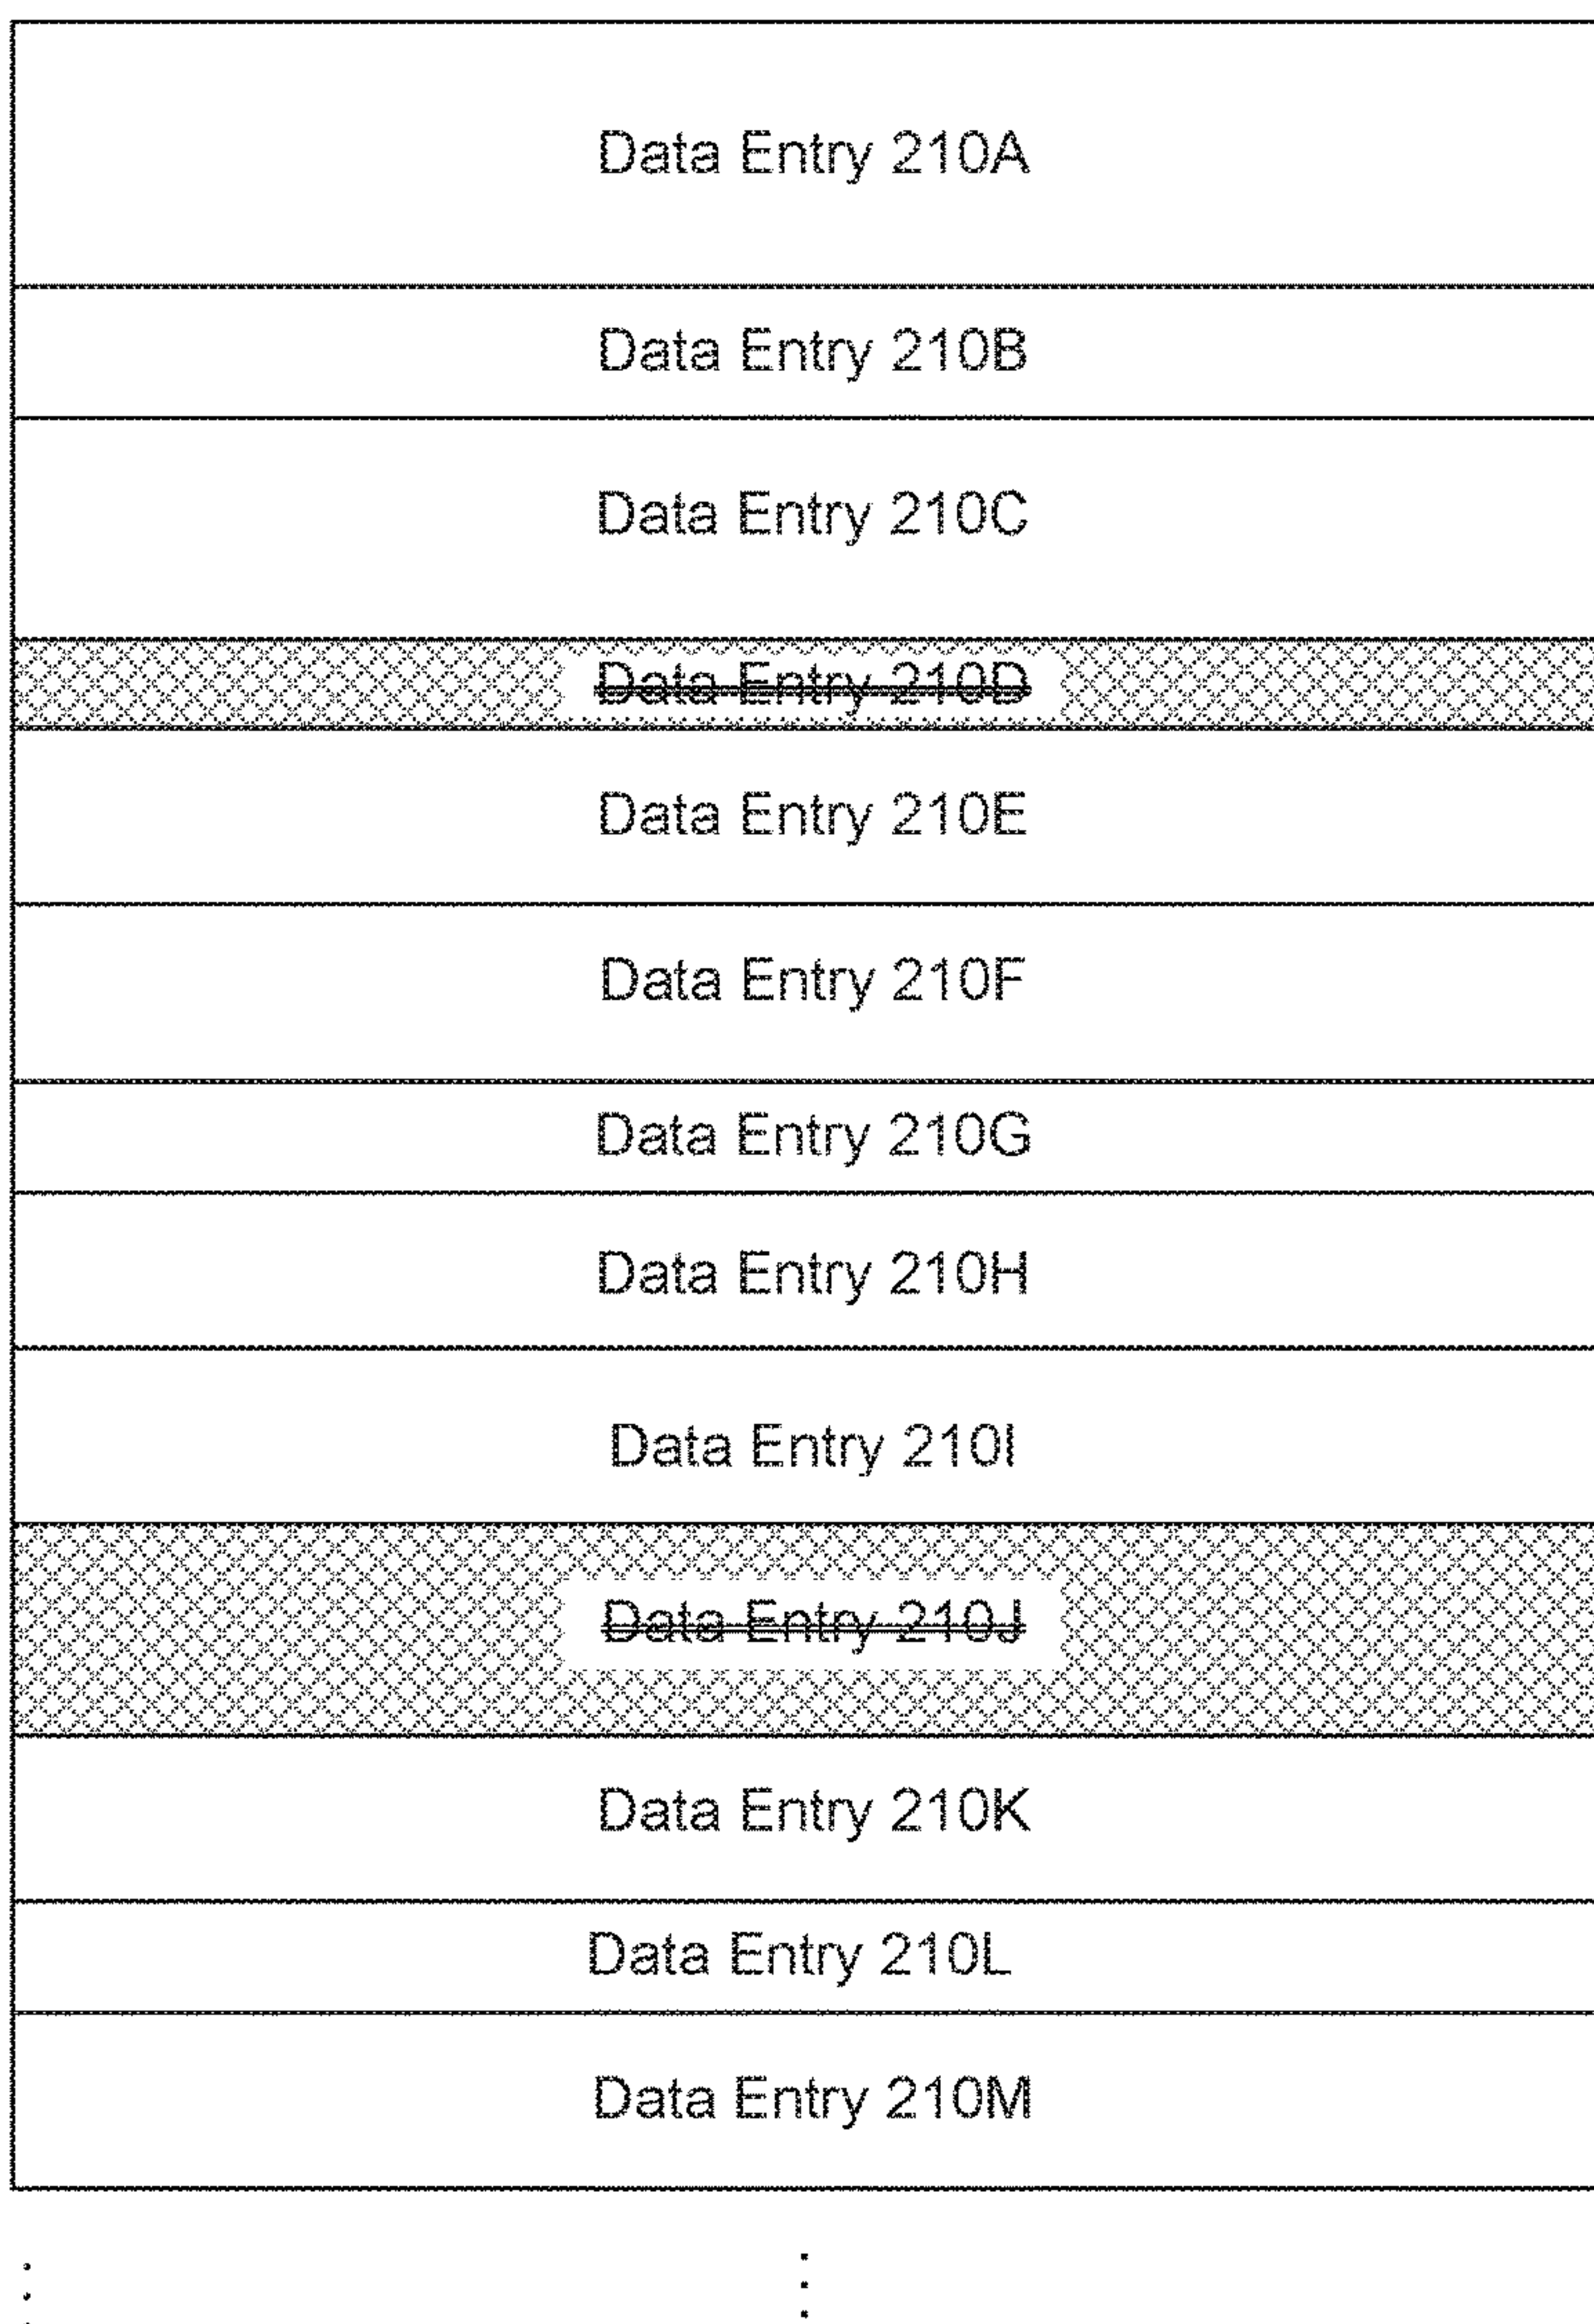 Data Entry 210A
Data Entry 210B
Data Entry 210C
Data Entry 210D
Data Entry 210E
Data Entry 210F
Data Entry 210G
Data Entry 210H
Data Entry 210I
Data Entry 210J
Data Entry 210K
Data Entry 210L
Data Entry 210M